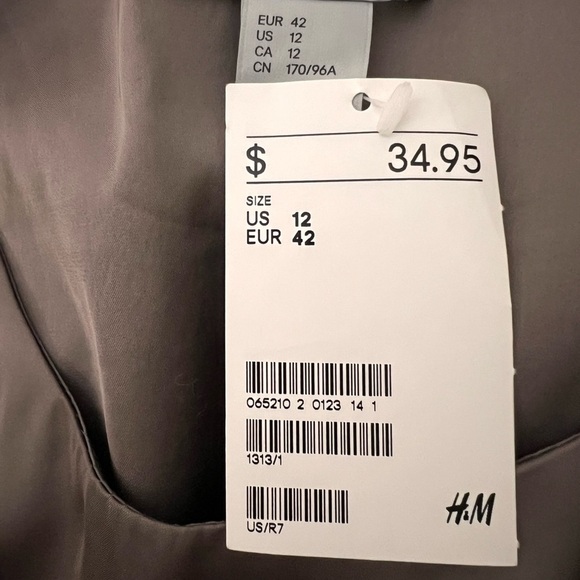 EUR 42
US 12
CA 12
CN 170/96A
$ 34.95
SIZE
US 12
EUR 42
065210 2 0123 14 1
1313/1
US/R7
H&M